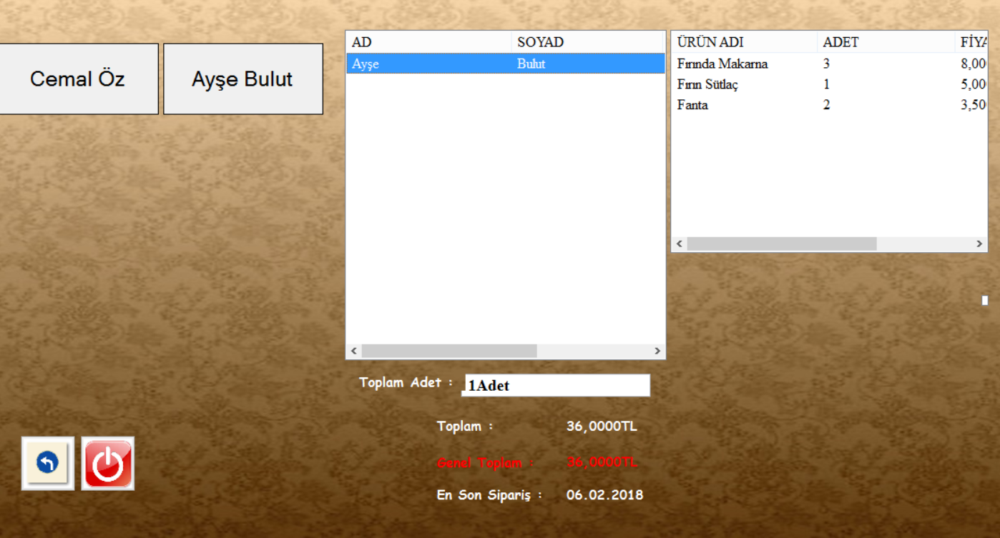 Cemal Öz
Ayşe Bulut
AD SOYAD
Ayşe Bulut
ÜRÜN ADI ADET FİYA
Fırında Makarna 3 8,00
Fırın Sütlaç 1 5,00
Fanta 2 3,50
Toplam Adet : 1Adet
Toplam : 36,0000TL
Genel Toplam : 36,0000TL
En Son Sipariş : 06.02.2018